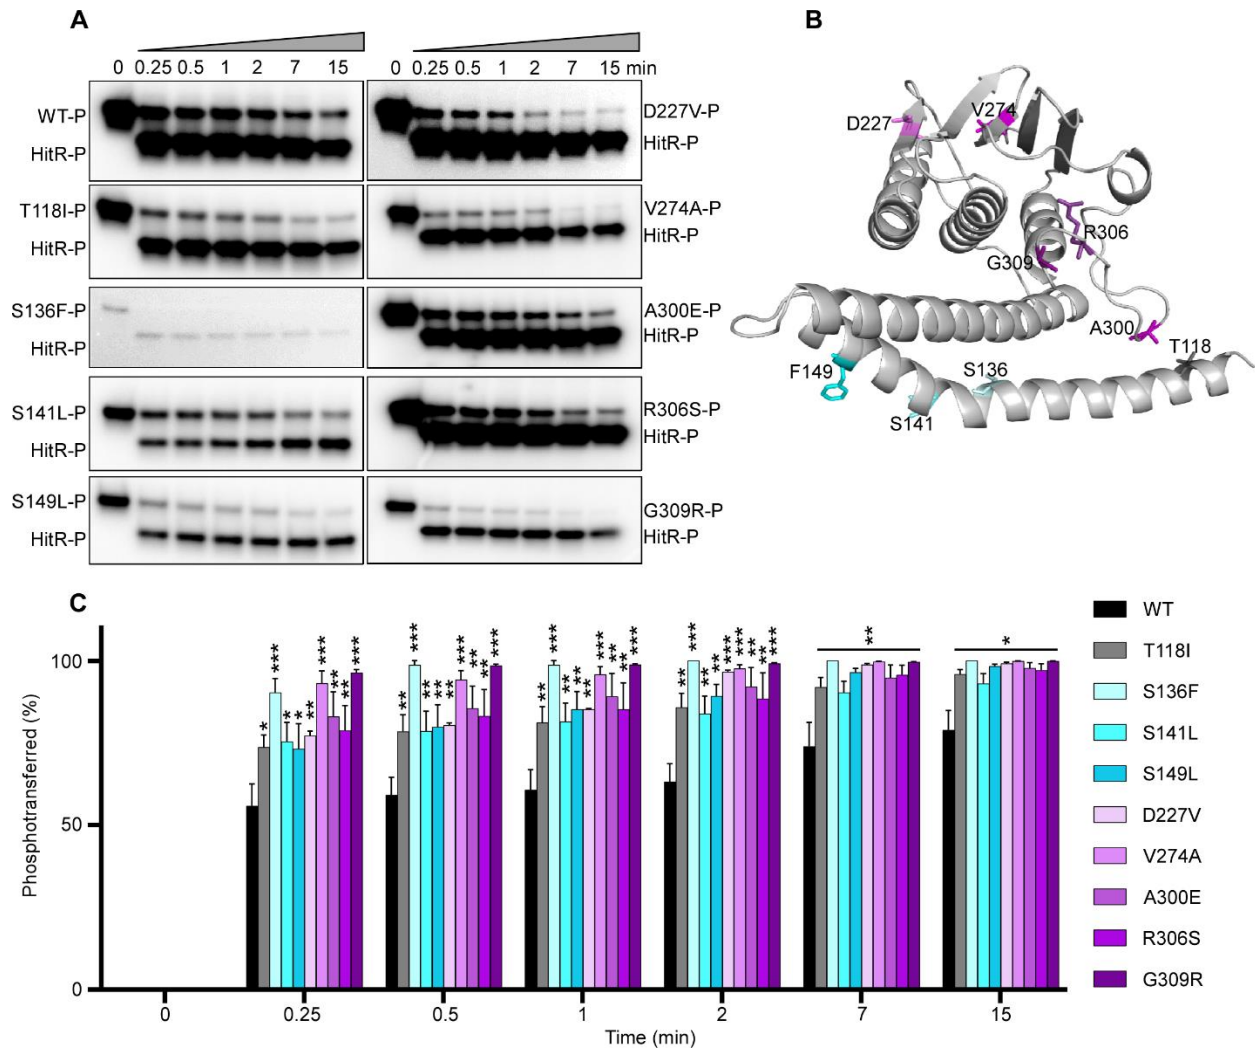 A
0 0.25 0.5 1 2 7 15
0 0.25 0.5 1 2 7 15 min
WT-P
HitR-P
D227V-P
HitR-P
T118I-P
HitR-P
V274A-P
HitR-P
S136F-P
HitR-P
A300E-P
HitR-P
S141L-P
HitR-P
R306S-P
HitR-P
S149L-P
HitR-P
G309R-P
HitR-P
B
V274
D227
R306
G309
A300
T118
F149
S136
S141
C
Phosphotransferred (%)
100
50
0
* *** * * ** *** ** ** ***
** *** ** ** ** *** ** ** ***
** *** ** ** ** *** ** ** ***
** *** ** ** *** *** ** ** ***
**
*
0 0.25 0.5 1 2 7 15
Time (min)
WT
T118I
S136F
S141L
S149L
D227V
V274A
A300E
R306S
G309R